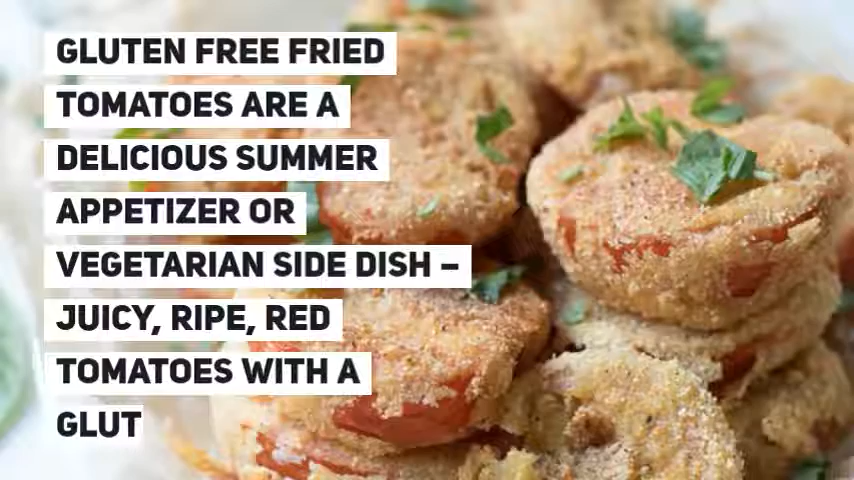 GLUTEN FREE FRIED
TOMATOES ARE A
DELICIOUS SUMMER
APPETIZER OR
VEGETARIAN SIDE DISH –
JUICY, RIPE, RED
TOMATOES WITH A
GLUT